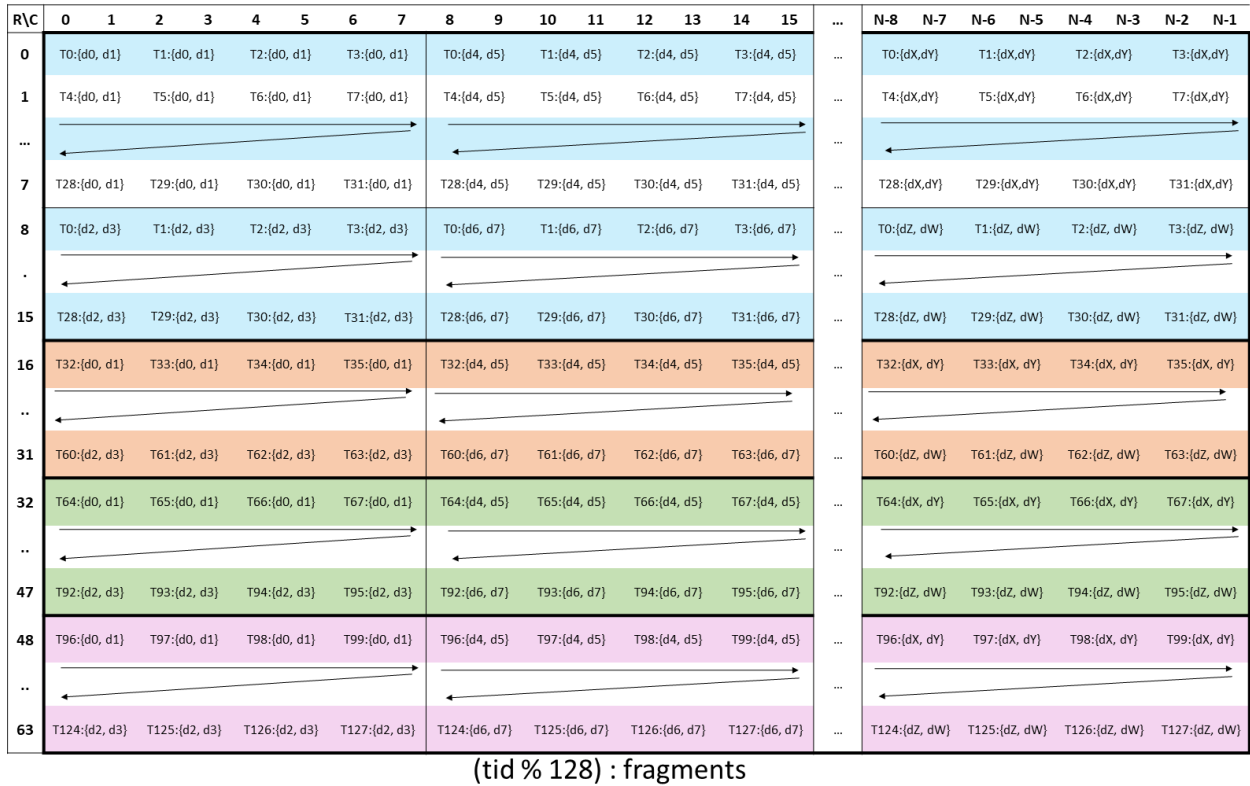 R\C 0 1 2 3 4 5 6 7 8 9 10 11 12 13 14 15 ... N-8 N-7 N-6 N-5 N-4 N-3 N-2 N-1
0 T0:{d0, d1} T1:{d0, d1} T2:{d0, d1} T3:{d0, d1} T0:{d4, d5} T1:{d4, d5} T2:{d4, d5} T3:{d4, d5} ... T0:{dX,dY} T1:{dX,dY} T2:{dX,dY} T3:{dX,dY}
1 T4:{d0, d1} T5:{d0, d1} T6:{d0, d1} T7:{d0, d1} T4:{d4, d5} T5:{d4, d5} T6:{d4, d5} T7:{d4, d5} ... T4:{dX,dY} T5:{dX,dY} T6:{dX,dY} T7:{dX,dY}
... ...
7 T28:{d0, d1} T29:{d0, d1} T30:{d0, d1} T31:{d0, d1} T28:{d4, d5} T29:{d4, d5} T30:{d4, d5} T31:{d4, d5} ... T28:{dX,dY} T29:{dX,dY} T30:{dX,dY} T31:{dX,dY}
8 T0:{d2, d3} T1:{d2, d3} T2:{d2, d3} T3:{d2, d3} T0:{d6, d7} T1:{d6, d7} T2:{d6, d7} T3:{d6, d7} ... T0:{dZ, dW} T1:{dZ, dW} T2:{dZ, dW} T3:{dZ, dW}
. ...
15 T28:{d2, d3} T29:{d2, d3} T30:{d2, d3} T31:{d2, d3} T28:{d6, d7} T29:{d6, d7} T30:{d6, d7} T31:{d6, d7} ... T28:{dZ, dW} T29:{dZ, dW} T30:{dZ, dW} T31:{dZ, dW}
16 T32:{d0, d1} T33:{d0, d1} T34:{d0, d1} T35:{d0, d1} T32:{d4, d5} T33:{d4, d5} T34:{d4, d5} T35:{d4, d5} ... T32:{dX, dY} T33:{dX, dY} T34:{dX, dY} T35:{dX, dY}
.. ...
31 T60:{d2, d3} T61:{d2, d3} T62:{d2, d3} T63:{d2, d3} T60:{d6, d7} T61:{d6, d7} T62:{d6, d7} T63:{d6, d7} ... T60:{dZ, dW} T61:{dZ, dW} T62:{dZ, dW} T63:{dZ, dW}
32 T64:{d0, d1} T65:{d0, d1} T66:{d0, d1} T67:{d0, d1} T64:{d4, d5} T65:{d4, d5} T66:{d4, d5} T67:{d4, d5} ... T64:{dX, dY} T65:{dX, dY} T66:{dX, dY} T67:{dX, dY}
.. ...
47 T92:{d2, d3} T93:{d2, d3} T94:{d2, d3} T95:{d2, d3} T92:{d6, d7} T93:{d6, d7} T94:{d6, d7} T95:{d6, d7} ... T92:{dZ, dW} T93:{dZ, dW} T94:{dZ, dW} T95:{dZ, dW}
48 T96:{d0, d1} T97:{d0, d1} T98:{d0, d1} T99:{d0, d1} T96:{d4, d5} T97:{d4, d5} T98:{d4, d5} T99:{d4, d5} ... T96:{dX, dY} T97:{dX, dY} T98:{dX, dY} T99:{dX, dY}
.. ...
63 T124:{d2, d3} T125:{d2, d3} T126:{d2, d3} T127:{d2, d3} T124:{d6, d7} T125:{d6, d7} T126:{d6, d7} T127:{d6, d7} ... T124:{dZ, dW} T125:{dZ, dW} T126:{dZ, dW} T127:{dZ, dW}
(tid % 128) : fragments